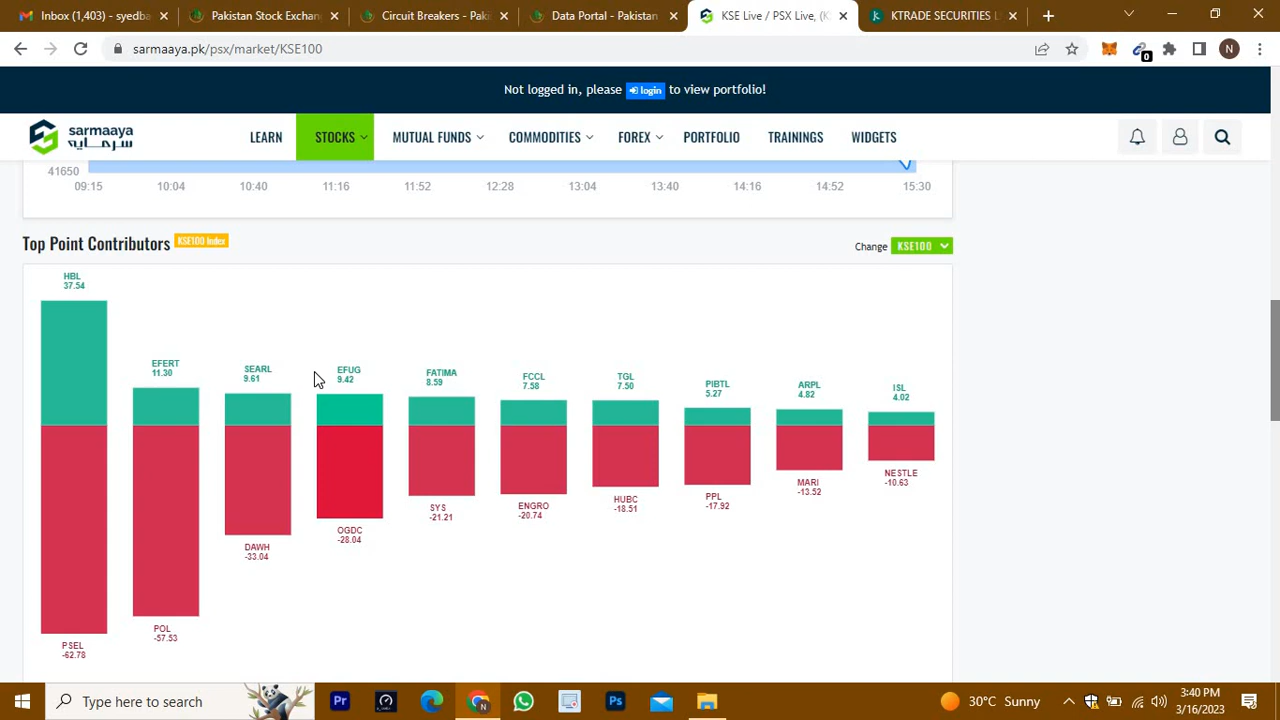 Inbox (1,403) - syedba
Pakistan Stock Exchan
Circuit Breakers - Paki
Data Portal - Pakistan
KSE Live / PSX Live, (K
KTRADE SECURITIES L
sarmaaya.pk/psx/market/KSE100
0
N
Not logged in, please login to view portfolio!
sarmaaya
سرمایہ
LEARN
STOCKS
MUTUAL FUNDS
COMMODITIES
FOREX
PORTFOLIO
TRAININGS
WIDGETS
41650
09:15 10:04 10:40 11:16 11:52 12:28 13:04 13:40 14:16 14:52 15:30
Top Point Contributors KSE100 Index
Change KSE100
HBL
37.54
EFERT
11.30
SEARL
9.61
EFUG
9.42
FATIMA
8.59
FCCL
7.58
TGL
7.50
PIBTL
5.27
ARPL
4.82
ISL
4.02
PSEL
-62.78
POL
-57.53
DAWH
-33.04
OGDC
-28.04
SYS
-21.21
ENGRO
-20.74
HUBC
-18.51
PPL
-17.92
MARI
-13.52
NESTLE
-10.63
Type here to search
Pr
Ps
N
30°C Sunny
3:40 PM
3/16/2023